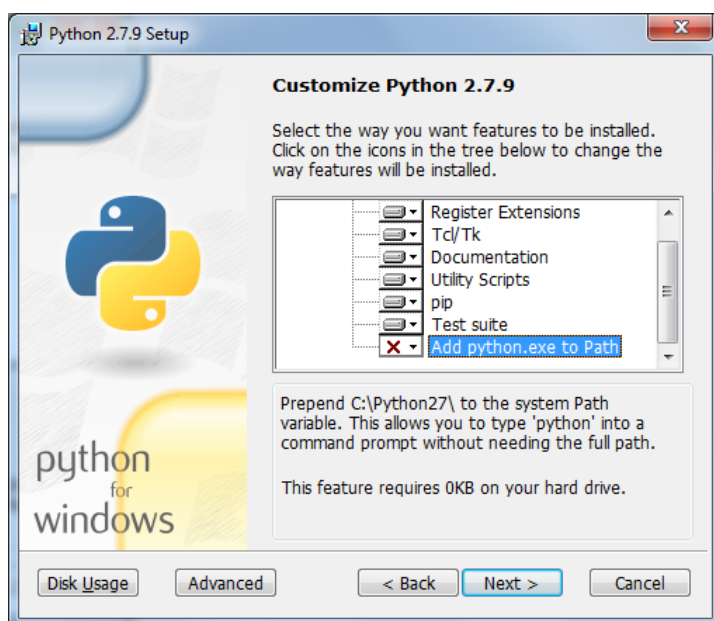 Python 2.7.9 Setup
Customize Python 2.7.9
Select the way you want features to be installed.
Click on the icons in the tree below to change the
way features will be installed.
Register Extensions
Tcl/Tk
Documentation
Utility Scripts
pip
Test suite
Add python.exe to Path
Prepend C:\Python27\ to the system Path
variable. This allows you to type 'python' into a
command prompt without needing the full path.
This feature requires 0KB on your hard drive.
python
for
windows
Disk Usage
Advanced
< Back
Next >
Cancel